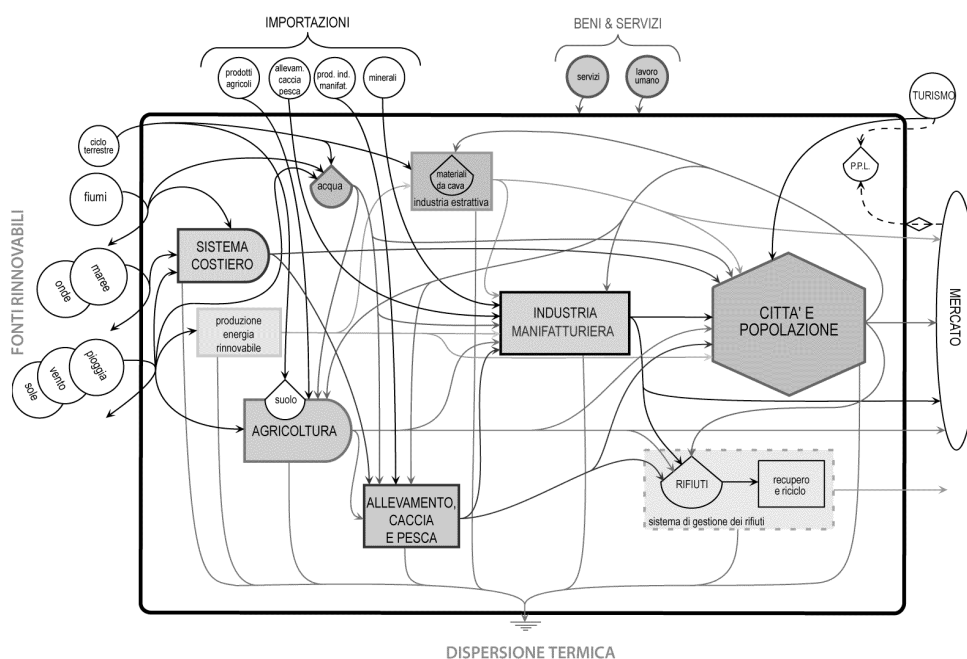 IMPORTAZIONI
BENI & SERVIZI
prodotti
agricoli
allevam.
caccia
pesca
prod. ind.
manifat.
minerali
servizi
lavoro
umano
TURISMO
P.P.L.
MERCATO
FONTI RINNOVABILI
ciclo
terrestre
fiumi
onde
maree
sole
vento
pioggia
acqua
materiali
da cava
industria estrattiva
SISTEMA
COSTIERO
produzione
energia
rinnovabile
INDUSTRIA
MANIFATTURIERA
CITTA' E
POPOLAZIONE
suolo
AGRICOLTURA
ALLEVAMENTO,
CACCIA
E PESCA
RIFIUTI
recupero
e riciclo
sistema di gestione dei rifiuti
DISPERSIONE TERMICA